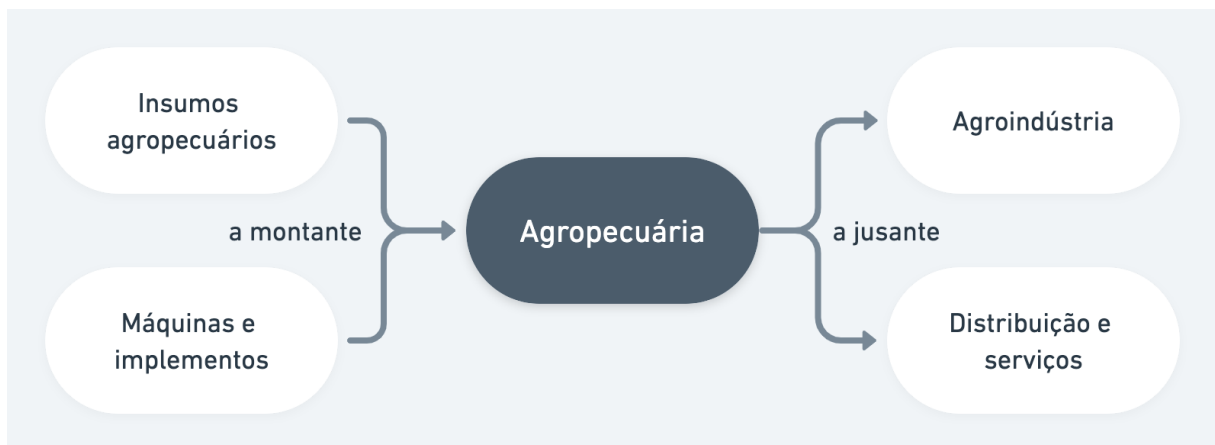 Insumos
agropecuários
a montante
Máquinas e
implementos
Agropecuária
Agroindústria
a jusante
Distribuição e
serviços